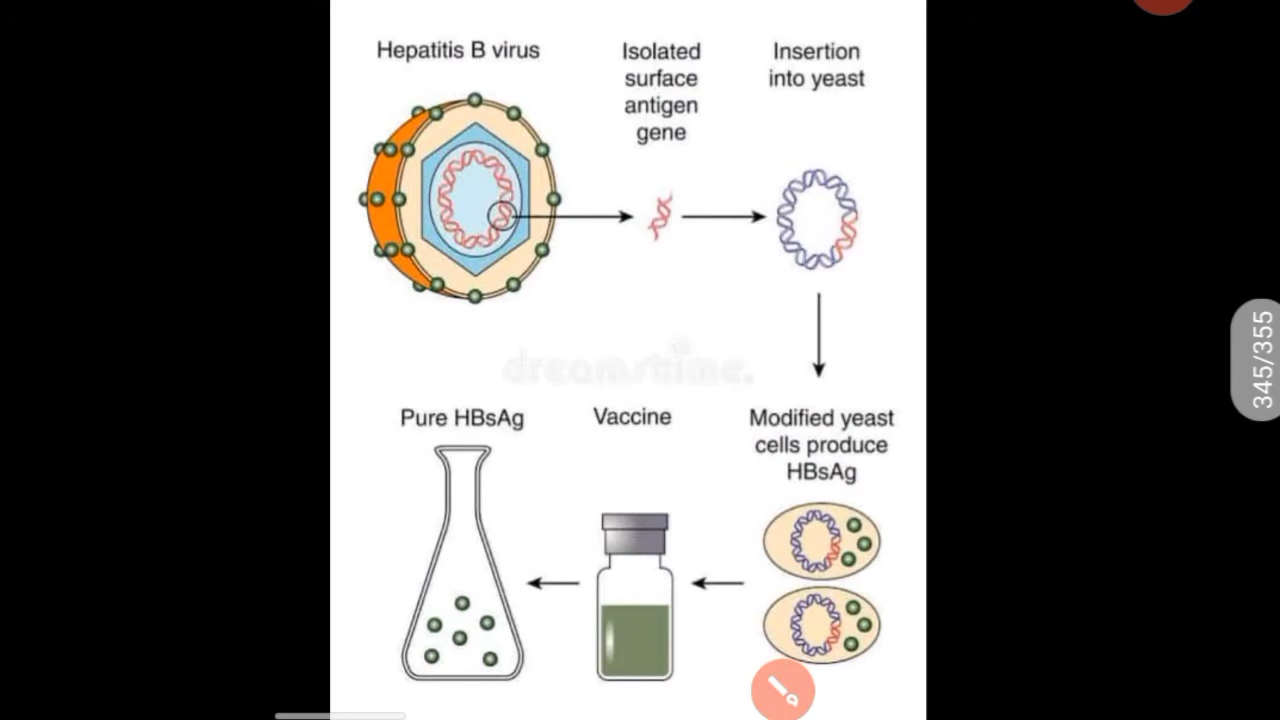 Hepatitis B virus
Isolated
surface
antigen
gene
Insertion
into yeast
dreamstime.
Pure HBsAg
Vaccine
Modified yeast
cells produce
HBsAg
345/355